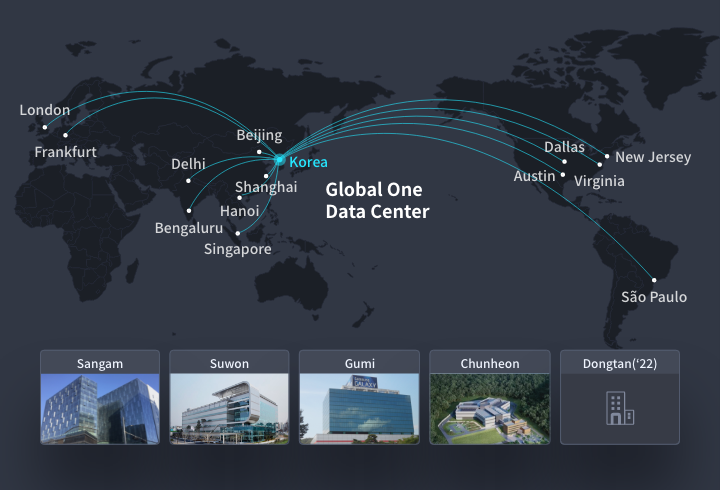 London
Frankfurt
Beijing
Delhi
Korea
Shanghai
Hanoi
Bengaluru
Singapore
Global One
Data Center
Dallas
New Jersey
Austin
Virginia
São Paulo
Sangam
Suwon
Gumi
Chunheon
Dongtan(‘22)
GALAXY